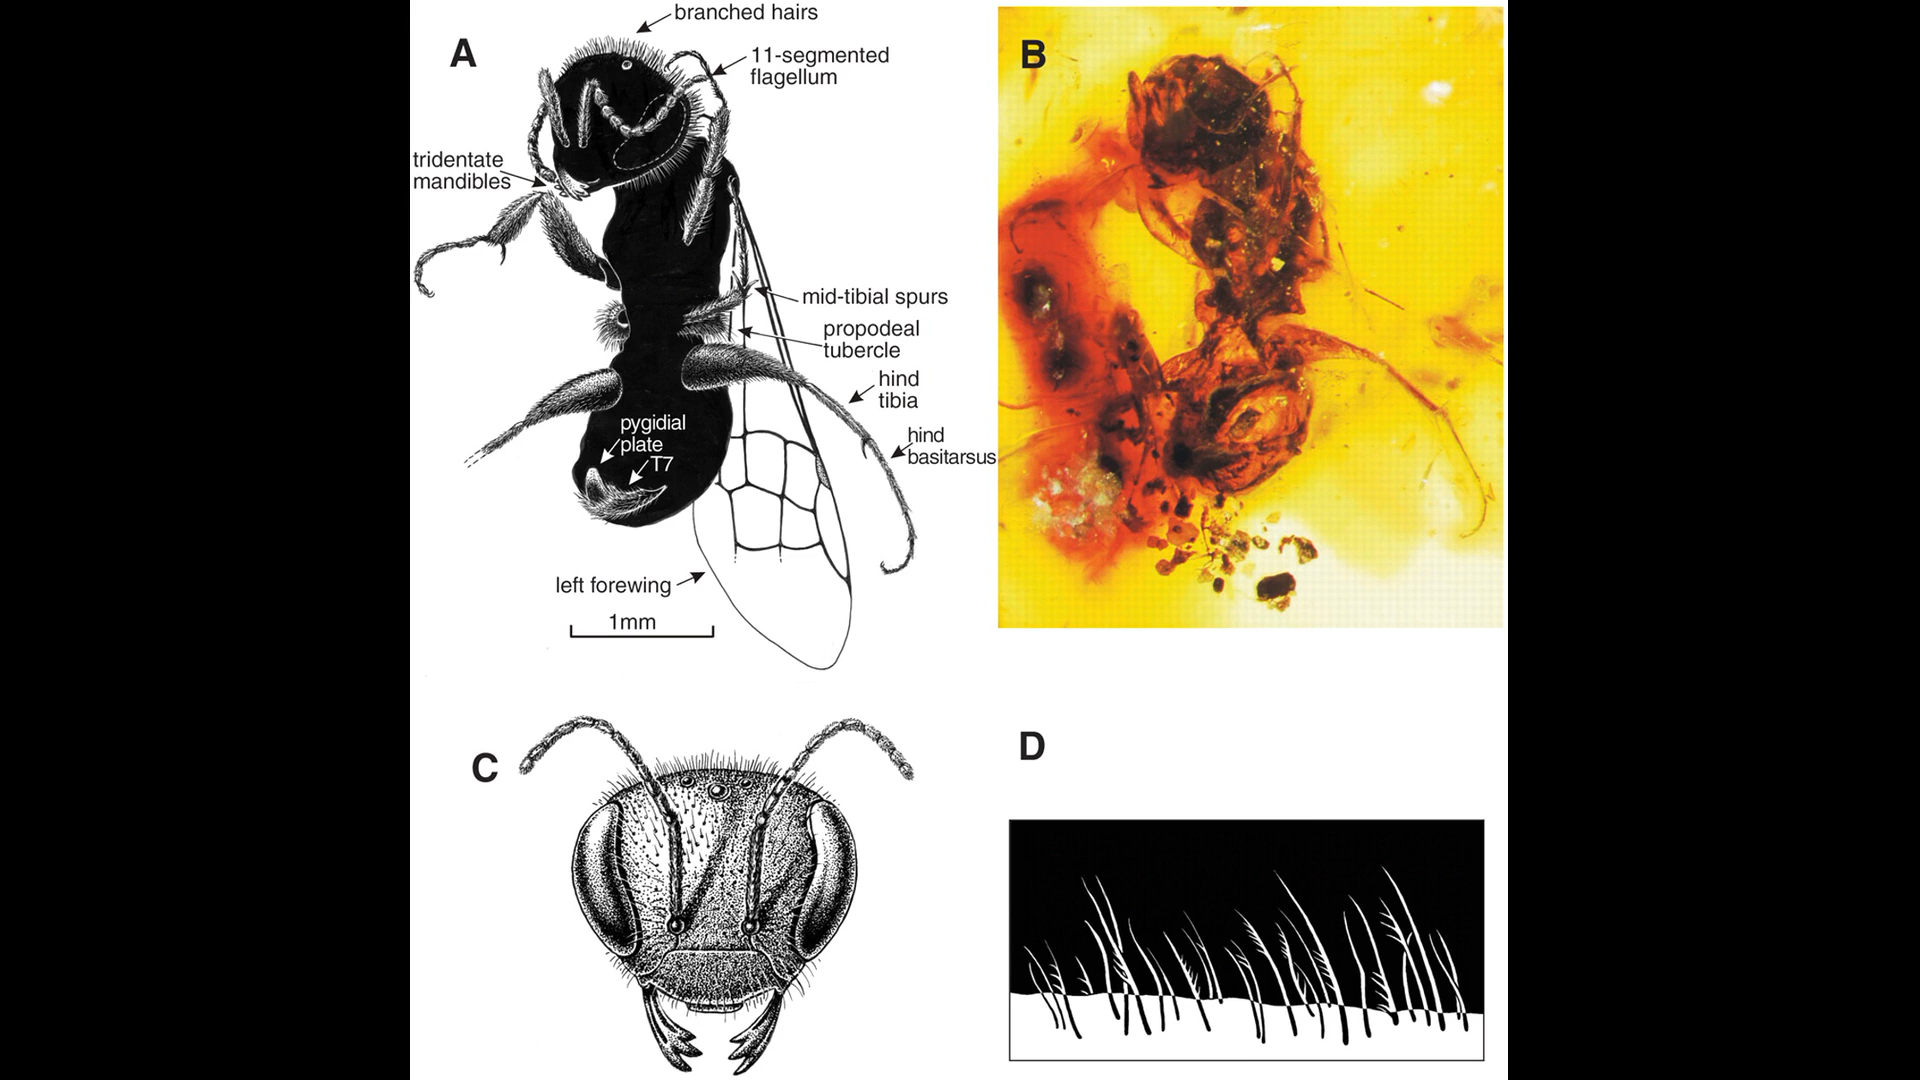 A
branched hairs
11-segmented
flagellum
tridentate
mandibles
mid-tibial spurs
propodeal
tubercle
hind
tibia
hind
basitarsus
pygidial
plate
T7
left forewing
1mm
B
C
D